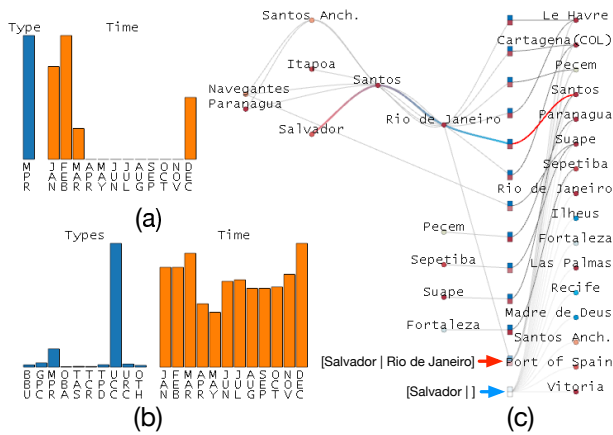 Type
Time
M
P
R
J
A
N
F
E
B
M
A
R
A
P
R
M
A
Y
J
U
N
J
U
L
A
U
G
S
E
P
O
C
T
N
O
V
D
E
C
(a)
Types
Time
B
B
U
G
P
C
M
P
R
O
B
A
T
A
S
T
C
R
T
P
D
U
C
C
U
R
C
O
T
H
J
A
N
F
E
B
M
A
R
A
P
R
M
A
Y
J
U
N
J
U
L
A
U
G
S
E
P
O
C
T
N
O
V
D
E
C
(b)
Santos Anch.
Itapoa
Navegantes
Paranagua
Santos
Salvador
Rio de Janeiro
Pecem
Sepetiba
Suape
Fortaleza
[Salvador | Rio de Janeiro]
[Salvador | ]
Le Havre
Cartagena(COL)
Pecem
Santos
Paranagua
Suape
Sepetiba
Rio de Janeiro
Ilheus
Fortaleza
Las Palmas
Recife
Madre de Deus
Santos Anch.
Port of Spain
Vitoria
(c)